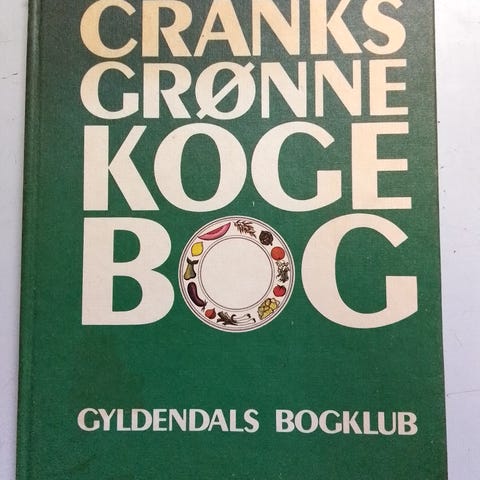 CRANKS
GRØNNE
KOGE
BOG
GYLDENDALS BOGKLUB